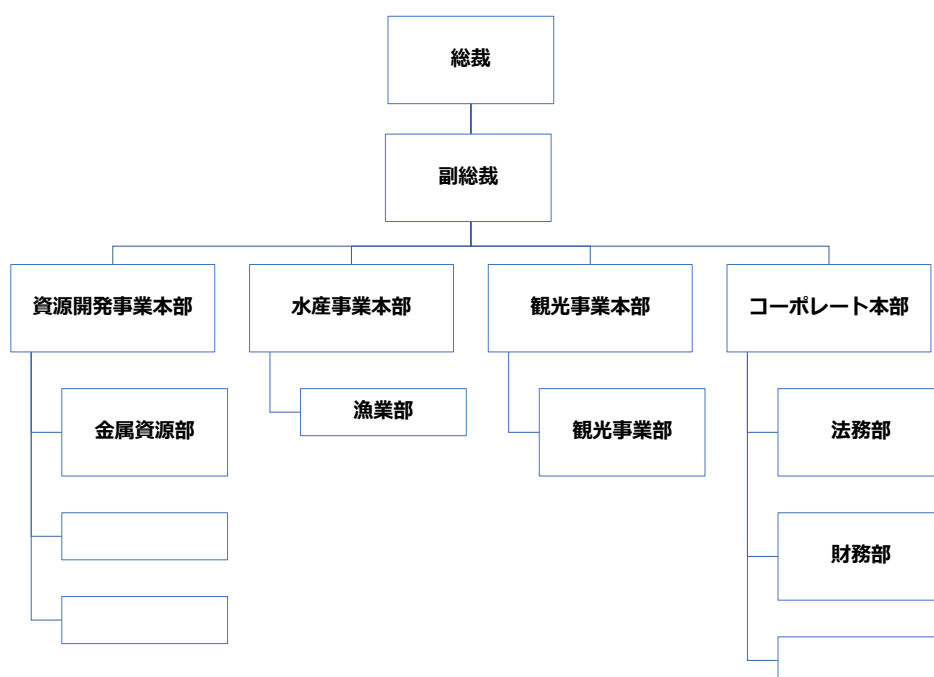 総裁
副総裁
資源開発事業本部
水産事業本部
観光事業本部
コーポレート本部
金属資源部
漁業部
観光事業部
法務部
財務部